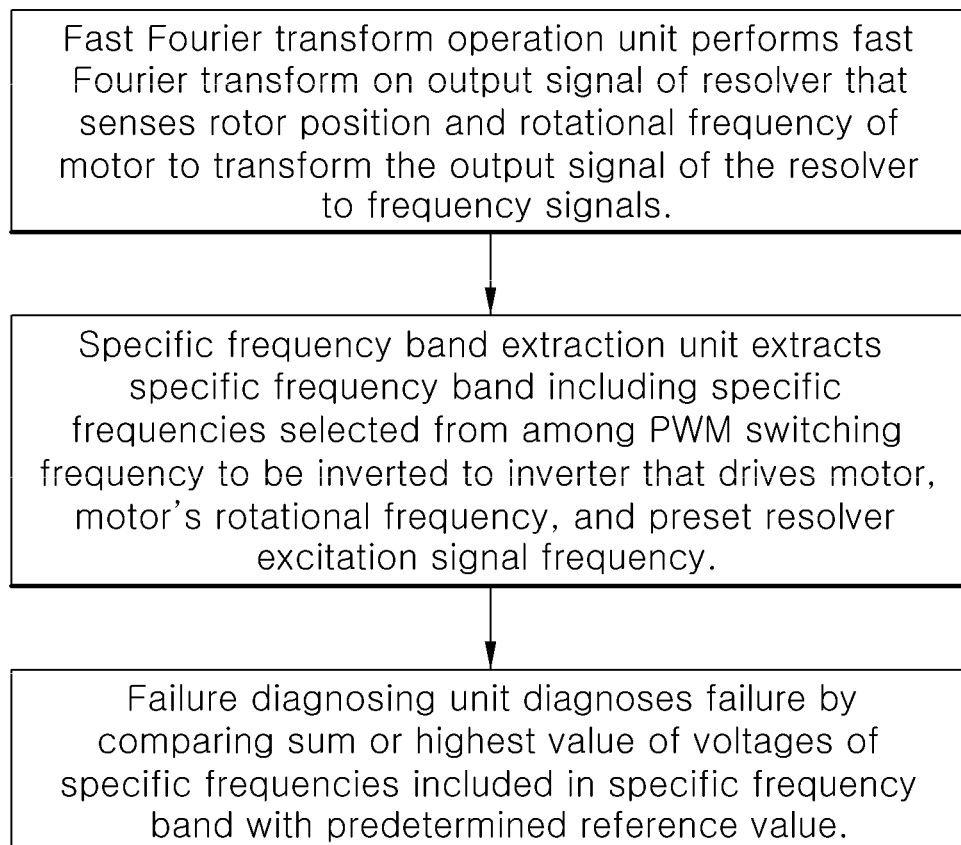 Fast Fourier transform operation unit performs fast
Fourier transform on output signal of resolver that
senses rotor position and rotational frequency of
motor to transform the output signal of the resolver
to frequency signals.
Specific frequency band extraction unit extracts
specific frequency band including specific
frequencies selected from among PWM switching
frequency to be inverted to inverter that drives motor,
motor's rotational frequency, and preset resolver
excitation signal frequency.
Failure diagnosing unit diagnoses failure by
comparing sum or highest value of voltages of
specific frequencies included in specific frequency
band with predetermined reference value.